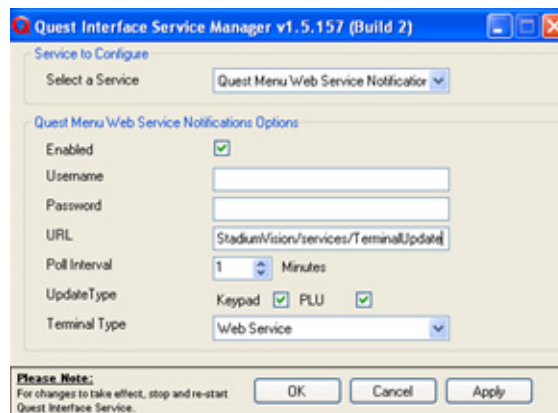 Quest Interface Service Manager v1.5.157 (Build 2)
Service to Configure
Select a Service
Quest Menu Web Service Notification
Quest Menu Web Service Notifications Options
Enabled
Username
Password
URL
StadiumVision/services/TerminalUpdate
Poll Interval
1
Minutes
UpdateType
Keypad
PLU
Terminal Type
Web Service
Please Note:
For changes to take effect, stop and re-start
Quest Interface Service.
OK
Cancel
Apply